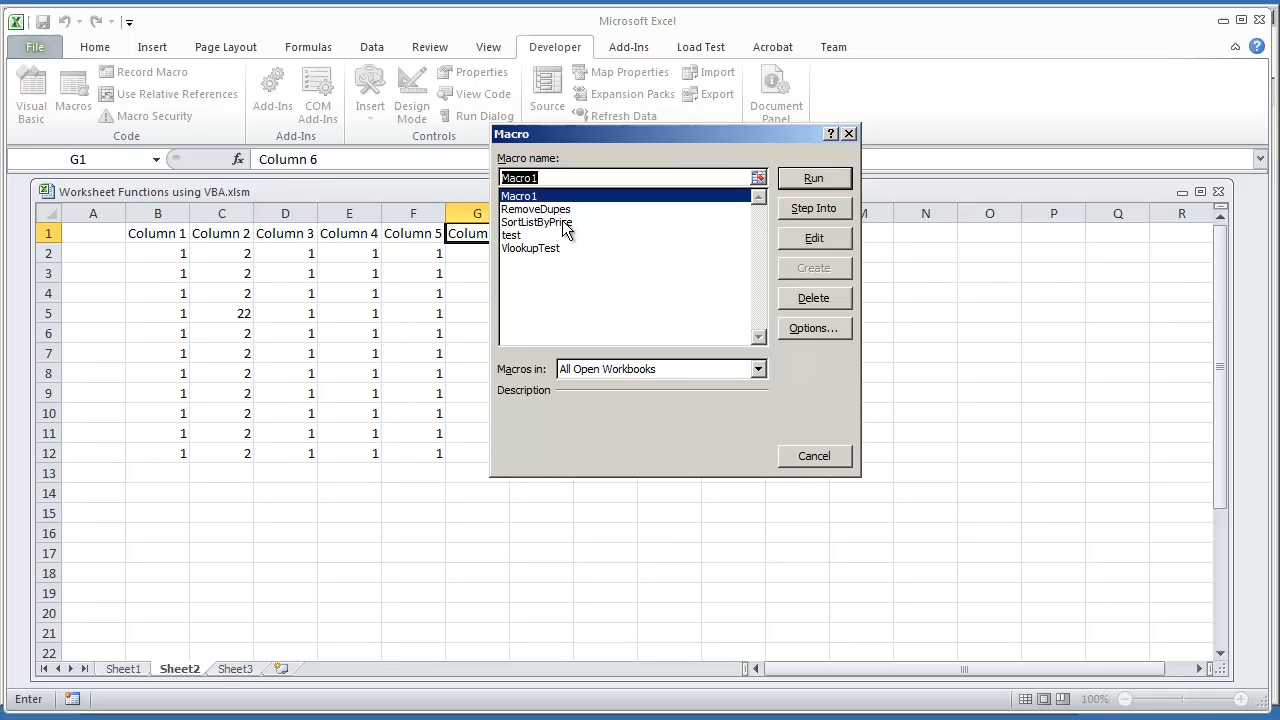 Microsoft Excel
File Home Insert Page Layout Formulas Data Review View Developer Add-Ins Load Test Acrobat Team
Visual Basic
Macros
Record Macro
Use Relative References
Macro Security
Code
Add-Ins
COM Add-Ins
Add-Ins
Insert
Design Mode
Properties
View Code
Run Dialog
Controls
Source
Map Properties
Expansion Packs
Refresh Data
Import
Export
Document Panel
G1 fx Column 6
Worksheet Functions using VBA.xlsm
A B C D E F G M N O P Q R
1 Column 1 Column 2 Column 3 Column 4 Column 5 Colum
2 1 2 1 1 1
3 1 2 1 1 1
4 1 2 1 1 1
5 1 22 1 1 1
6 1 2 1 1 1
7 1 2 1 1 1
8 1 2 1 1 1
9 1 2 1 1 1
10 1 2 1 1 1
11 1 2 1 1 1
12 1 2 1 1 1
13
14
15
16
17
18
19
20
21
22
Macro
Macro name:
Macro1
Macro1
RemoveDupes
SortListByPrice
test
VlookupTest
Run
Step Into
Edit
Create
Delete
Options...
Macros in: All Open Workbooks
Description
Cancel
Sheet1 Sheet2 Sheet3
Enter 100%